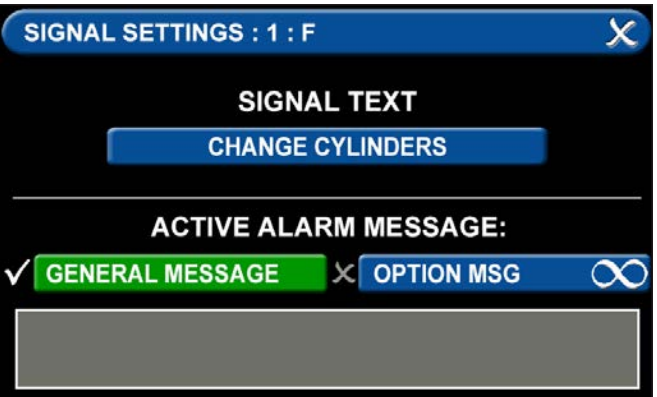 SIGNAL SETTINGS : 1 : F
SIGNAL TEXT
CHANGE CYLINDERS
ACTIVE ALARM MESSAGE:
GENERAL MESSAGE OPTION MSG